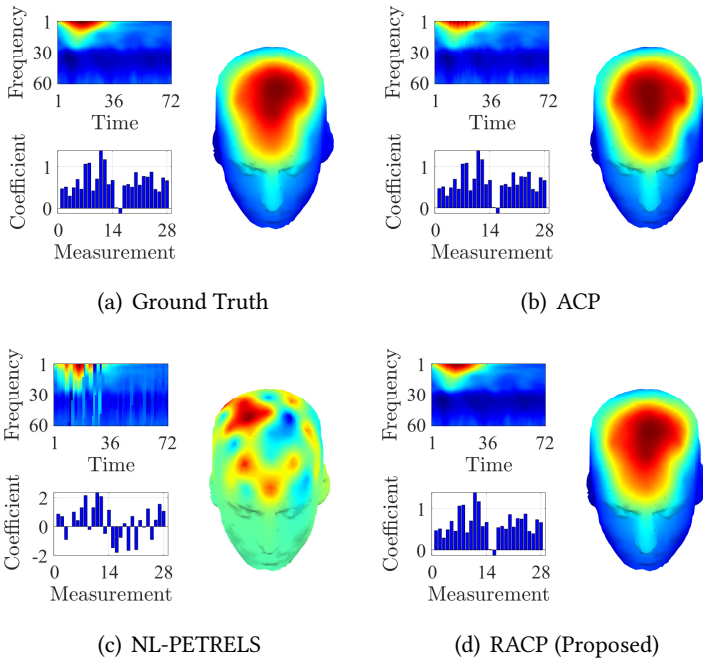 Frequency
1
30
60
1 36 72
Time
Coefficient
1
0
0 14 28
Measurement
(a) Ground Truth
Frequency
1
30
60
1 36 72
Time
Coefficient
1
0
0 14 28
Measurement
(b) ACP
Frequency
1
30
60
1 36 72
Time
Coefficient
2
0
-2
0 14 28
Measurement
(c) NL-PETRELS
Frequency
1
30
60
1 36 72
Time
Coefficient
1
0
0 14 28
Measurement
(d) RACP (Proposed)